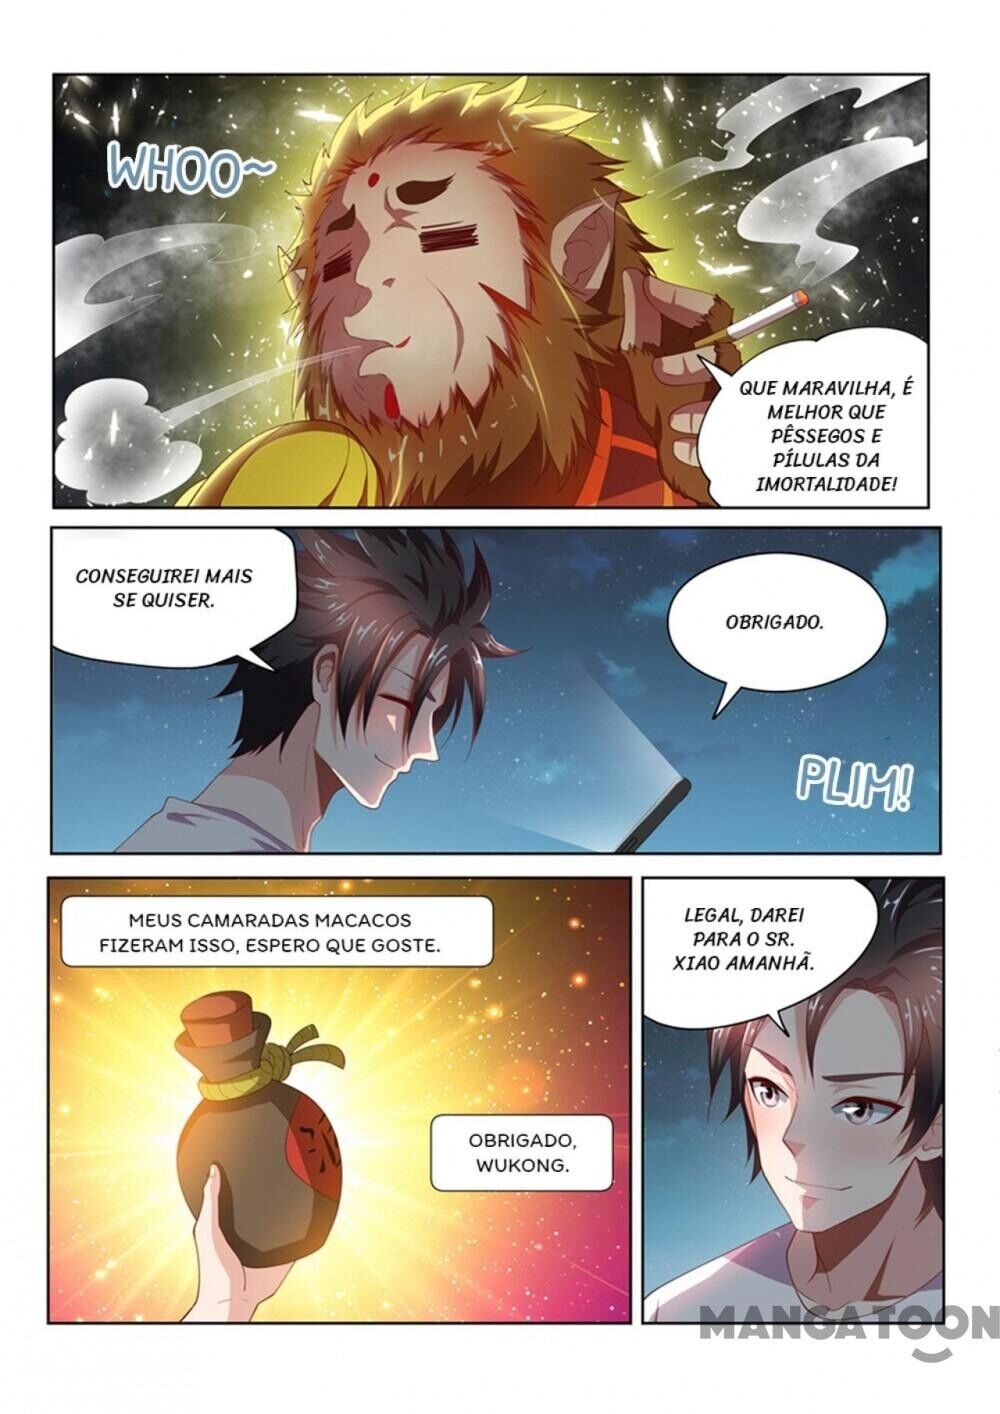 WHOO~
QUE MARAVILHA, É
MELHOR QUE
PÊSSEGOS E
PÍLULAS DA
IMORTALIDADE!
CONSEGUIREI MAIS
SE QUISER.
OBRIGADO.
PLIM!
MEUS CAMARADAS MACACOS
FIZERAM ISSO, ESPERO QUE GOSTE.
OBRIGADO,
WUKONG.
LEGAL, DAREI
PARA O SR.
XIAO AMANHÃ.
MANGATOON